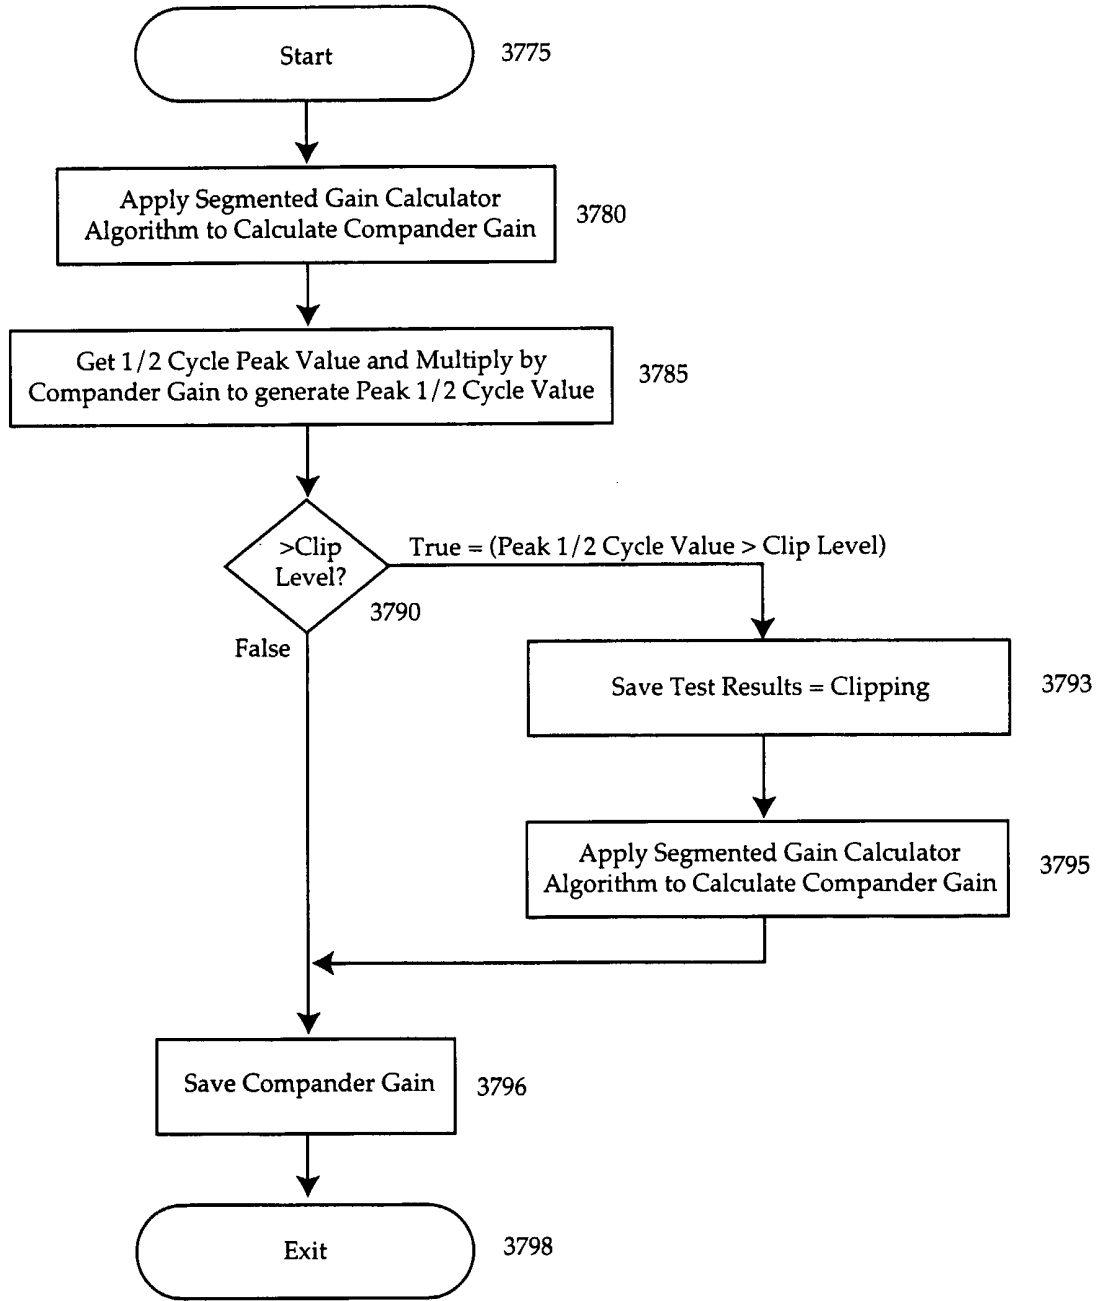 Start
3775
Apply Segmented Gain Calculator
Algorithm to Calculate Compander Gain
3780
Get 1/2 Cycle Peak Value and Multiply by
Compander Gain to generate Peak 1/2 Cycle Value
3785
>Clip
Level?
True = (Peak 1/2 Cycle Value > Clip Level)
3790
False
Save Test Results = Clipping
3793
Apply Segmented Gain Calculator
Algorithm to Calculate Compander Gain
3795
Save Compander Gain
3796
Exit
3798